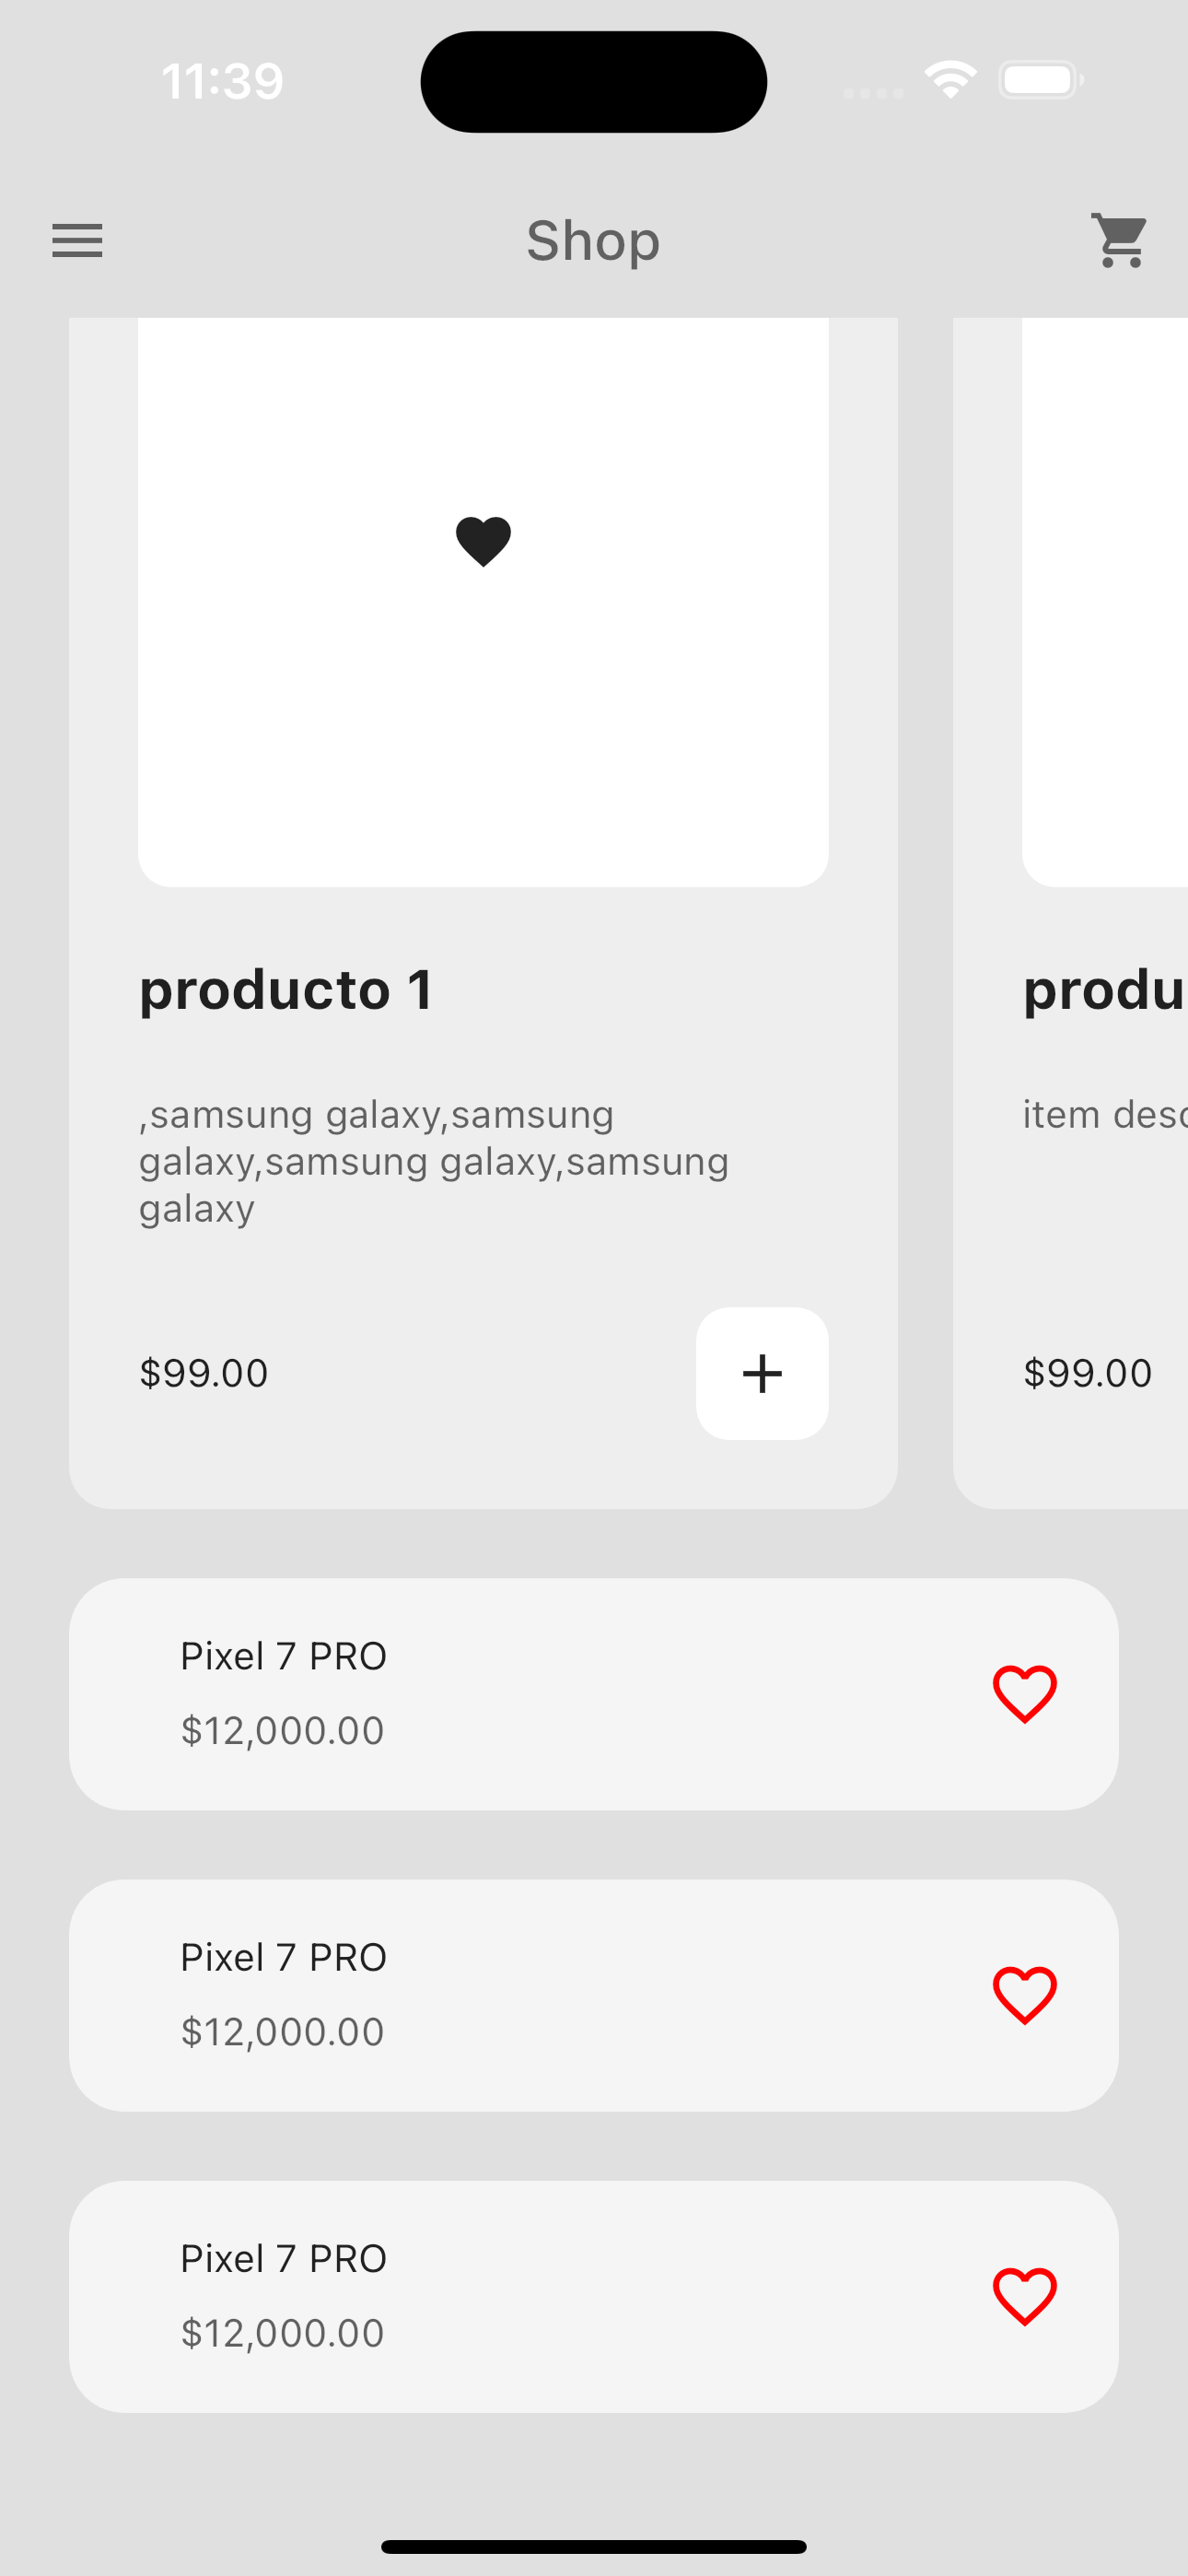 11:39
Shop
producto 1
,samsung galaxy,samsung
galaxy,samsung galaxy,samsung
galaxy
$99.00
produ
item desc
$99.00
Pixel 7 PRO
$12,000.00
Pixel 7 PRO
$12,000.00
Pixel 7 PRO
$12,000.00